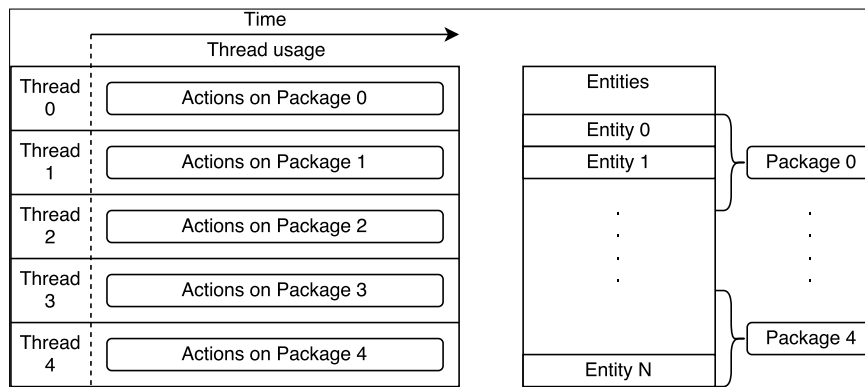 Time
Thread usage
Thread
0
Actions on Package 0
Thread
1
Actions on Package 1
Thread
2
Actions on Package 2
Thread
3
Actions on Package 3
Thread
4
Actions on Package 4
Entities
Entity 0
Entity 1
Entity N
Package 0
Package 4